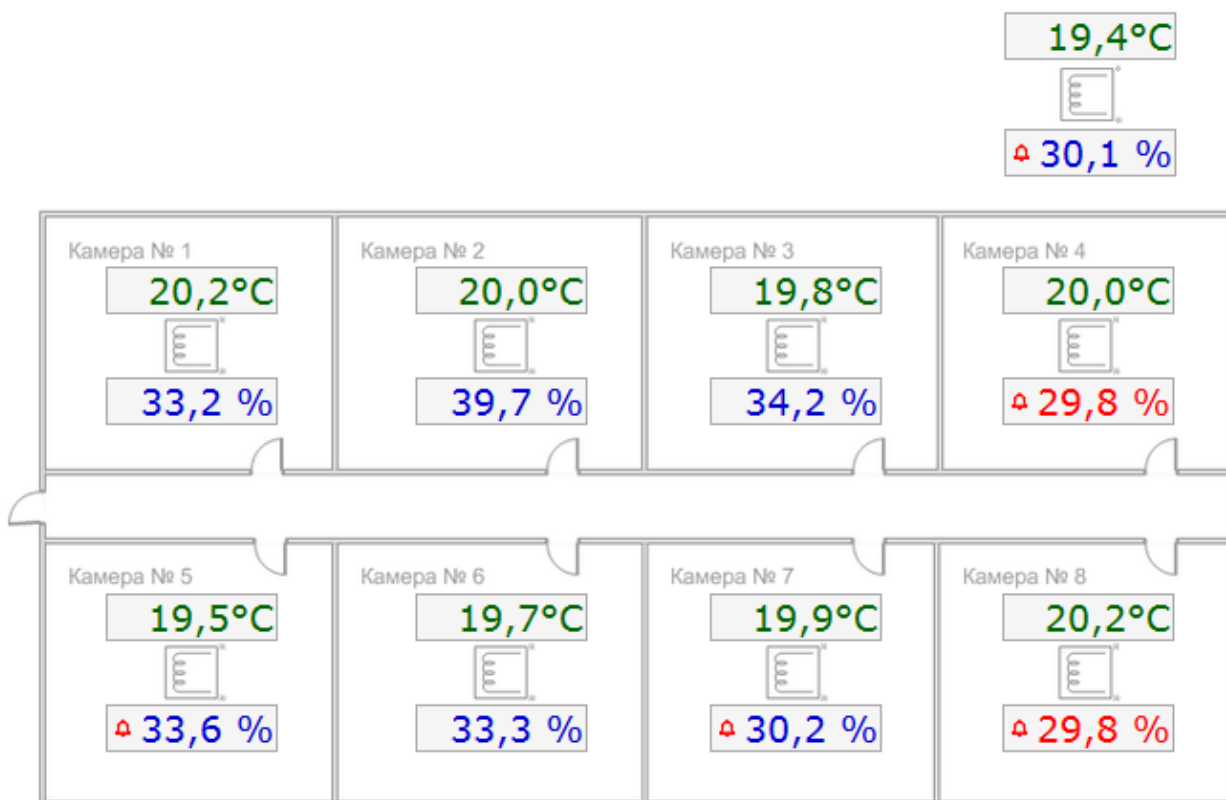 19,4°C
30,1 %
Камера № 1
20,2°C
33,2 %
Камера № 2
20,0°C
39,7 %
Камера № 3
19,8°C
34,2 %
Камера № 4
20,0°C
29,8 %
Камера № 5
19,5°C
33,6 %
Камера № 6
19,7°C
33,3 %
Камера № 7
19,9°C
30,2 %
Камера № 8
20,2°C
29,8 %